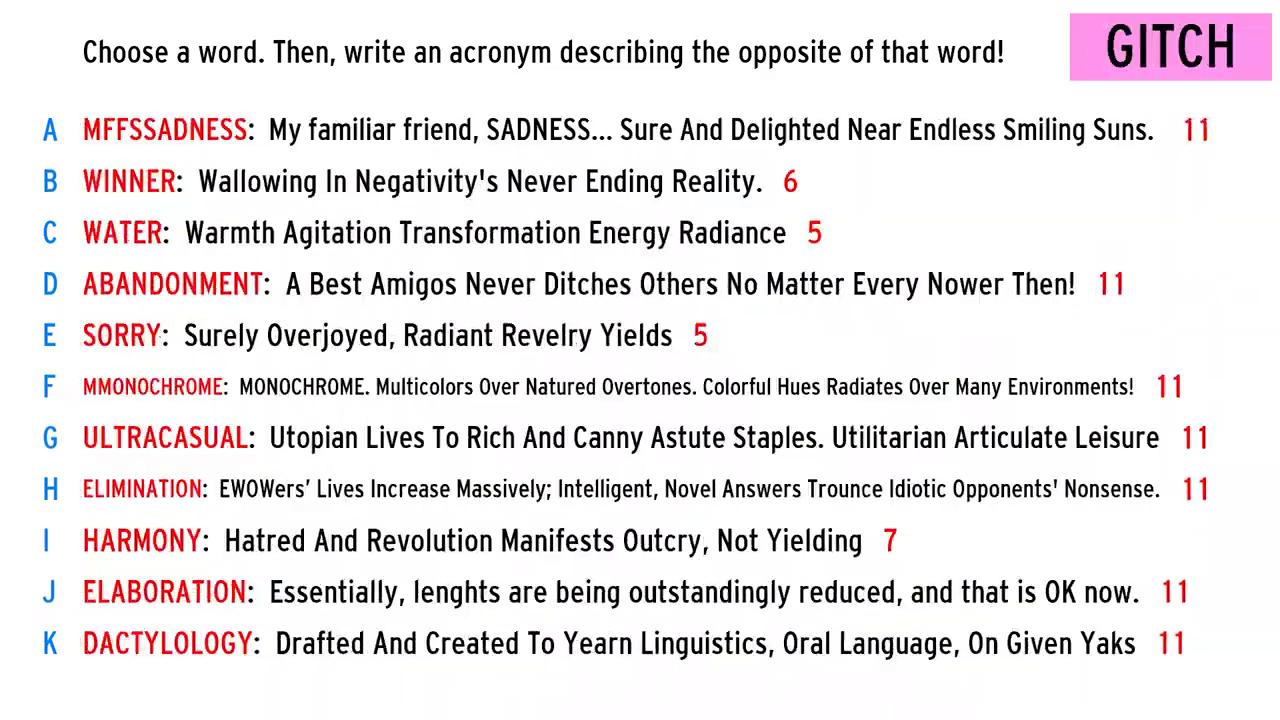 Choose a word. Then, write an acronym describing the opposite of that word!
GITCH
A MFFSSADNESS: My familiar friend, SADNESS... Sure And Delighted Near Endless Smiling Suns. 11
B WINNER: Wallowing In Negativity's Never Ending Reality. 6
C WATER: Warmth Agitation Transformation Energy Radiance 5
D ABANDONMENT: A Best Amigos Never Ditches Others No Matter Every Nower Then! 11
E SORRY: Surely Overjoyed, Radiant Revelry Yields 5
F MMONOCHROME: MONOCHROME. Multicolors Over Natured Overtones. Colorful Hues Radiates Over Many Environments! 11
G ULTRACASUAL: Utopian Lives To Rich And Canny Astute Staples. Utilitarian Articulate Leisure 11
H ELIMINATION: EWOWers’ Lives Increase Massively; Intelligent, Novel Answers Trounce Idiotic Opponents' Nonsense. 11
I HARMONY: Hatred And Revolution Manifests Outcry, Not Yielding 7
J ELABORATION: Essentially, lenghts are being outstandingly reduced, and that is OK now. 11
K DACTYLOLOGY: Drafted And Created To Yearn Linguistics, Oral Language, On Given Yaks 11